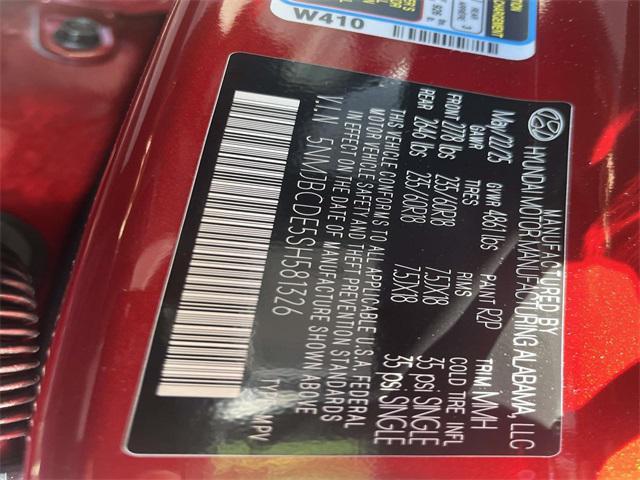 W410
MANUFACTURED BY
HYUNDAI MOTOR MANUFACTURING ALABAMA, LLC
May/22/25 GVWR 4861 lbs PAINT R2P TRIM MMH
GAWR TIRES RIMS COLD TIRE INFL
FRONT 2778 lbs 235/60R18 7.5JX18 35 psi SINGLE
REAR 2646 lbs 235/60R18 7.5JX18 35 psi SINGLE
THIS VEHICLE CONFORMS TO ALL APPLICABLE U.S.A. FEDERAL
MOTOR VEHICLE SAFETY AND THEFT PREVENTION STANDARDS
IN EFFECT ON THE DATE OF MANUFACTURE SHOWN ABOVE
V.I.N 5NMJBCDE5SH581526 MPV